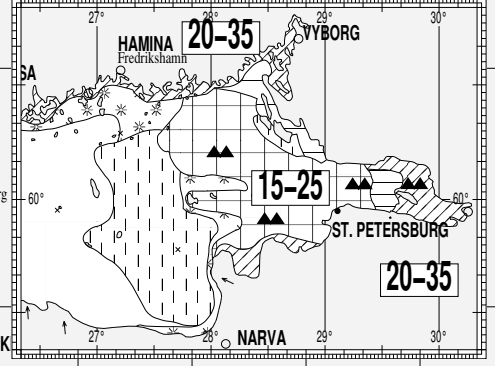 27° 28° 29° 30°
20–35
VYBORG
HAMINA
Fredrikshamn
SA
15–25
60° 60°
ST. PETERSBURG
20–35
NARVA
K
27° 28° 29° 30°